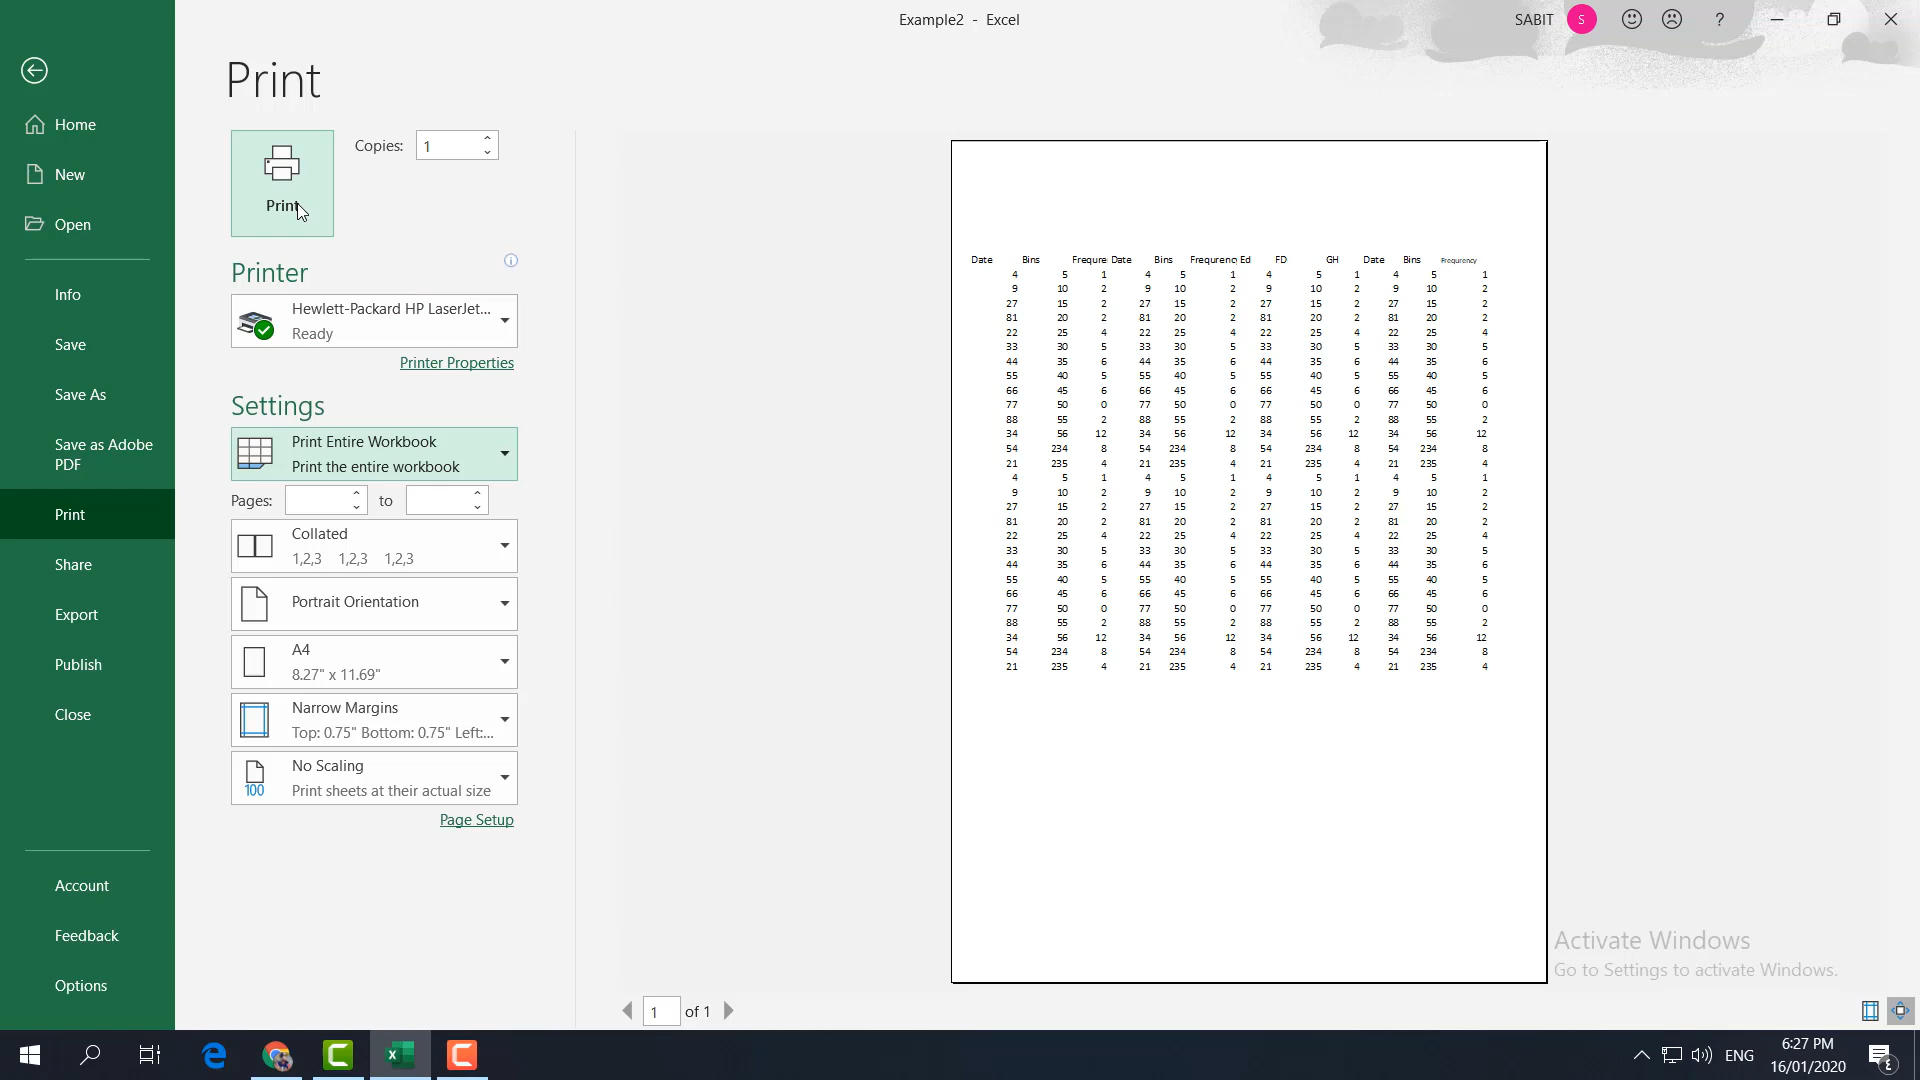 Example2 - Excel
SABIT
S
?
Print
Home
New
Open
Info
Save
Save As
Save as Adobe
PDF
Print
Share
Export
Publish
Close
Account
Feedback
Options
Print
Copies: 1
Printer
Hewlett-Packard HP LaserJet...
Ready
Printer Properties
Settings
Print Entire Workbook
Print the entire workbook
Pages: to
Collated
1,2,3 1,2,3 1,2,3
Portrait Orientation
A4
8.27" x 11.69"
Narrow Margins
Top: 0.75" Bottom: 0.75" Left:...
No Scaling
100
Print sheets at their actual size
Page Setup
Date Bins Frequre Date Bins Frequrenc Ed FD GH Date Bins Frequrency
4 5 1 4 5 1 4 5 1 4 5 1
9 10 2 9 10 2 9 10 2 9 10 2
27 15 2 27 15 2 27 15 2 27 15 2
81 20 2 81 20 2 81 20 2 81 20 2
22 25 4 22 25 4 22 25 4 22 25 4
33 30 5 33 30 5 33 30 5 33 30 5
44 35 6 44 35 6 44 35 6 44 35 6
55 40 5 55 40 5 55 40 5 55 40 5
66 45 6 66 45 6 66 45 6 66 45 6
77 50 0 77 50 0 77 50 0 77 50 0
88 55 2 88 55 2 88 55 2 88 55 2
34 56 12 34 56 12 34 56 12 34 56 12
54 234 8 54 234 8 54 234 8 54 234 8
21 235 4 21 235 4 21 235 4 21 235 4
4 5 1 4 5 1 4 5 1 4 5 1
9 10 2 9 10 2 9 10 2 9 10 2
27 15 2 27 15 2 27 15 2 27 15 2
81 20 2 81 20 2 81 20 2 81 20 2
22 25 4 22 25 4 22 25 4 22 25 4
33 30 5 33 30 5 33 30 5 33 30 5
44 35 6 44 35 6 44 35 6 44 35 6
55 40 5 55 40 5 55 40 5 55 40 5
66 45 6 66 45 6 66 45 6 66 45 6
77 50 0 77 50 0 77 50 0 77 50 0
88 55 2 88 55 2 88 55 2 88 55 2
34 56 12 34 56 12 34 56 12 34 56 12
54 234 8 54 234 8 54 234 8 54 234 8
21 235 4 21 235 4 21 235 4 21 235 4
Activate Windows
Go to Settings to activate Windows.
1 of 1
ENG
6:27 PM
16/01/2020
٤